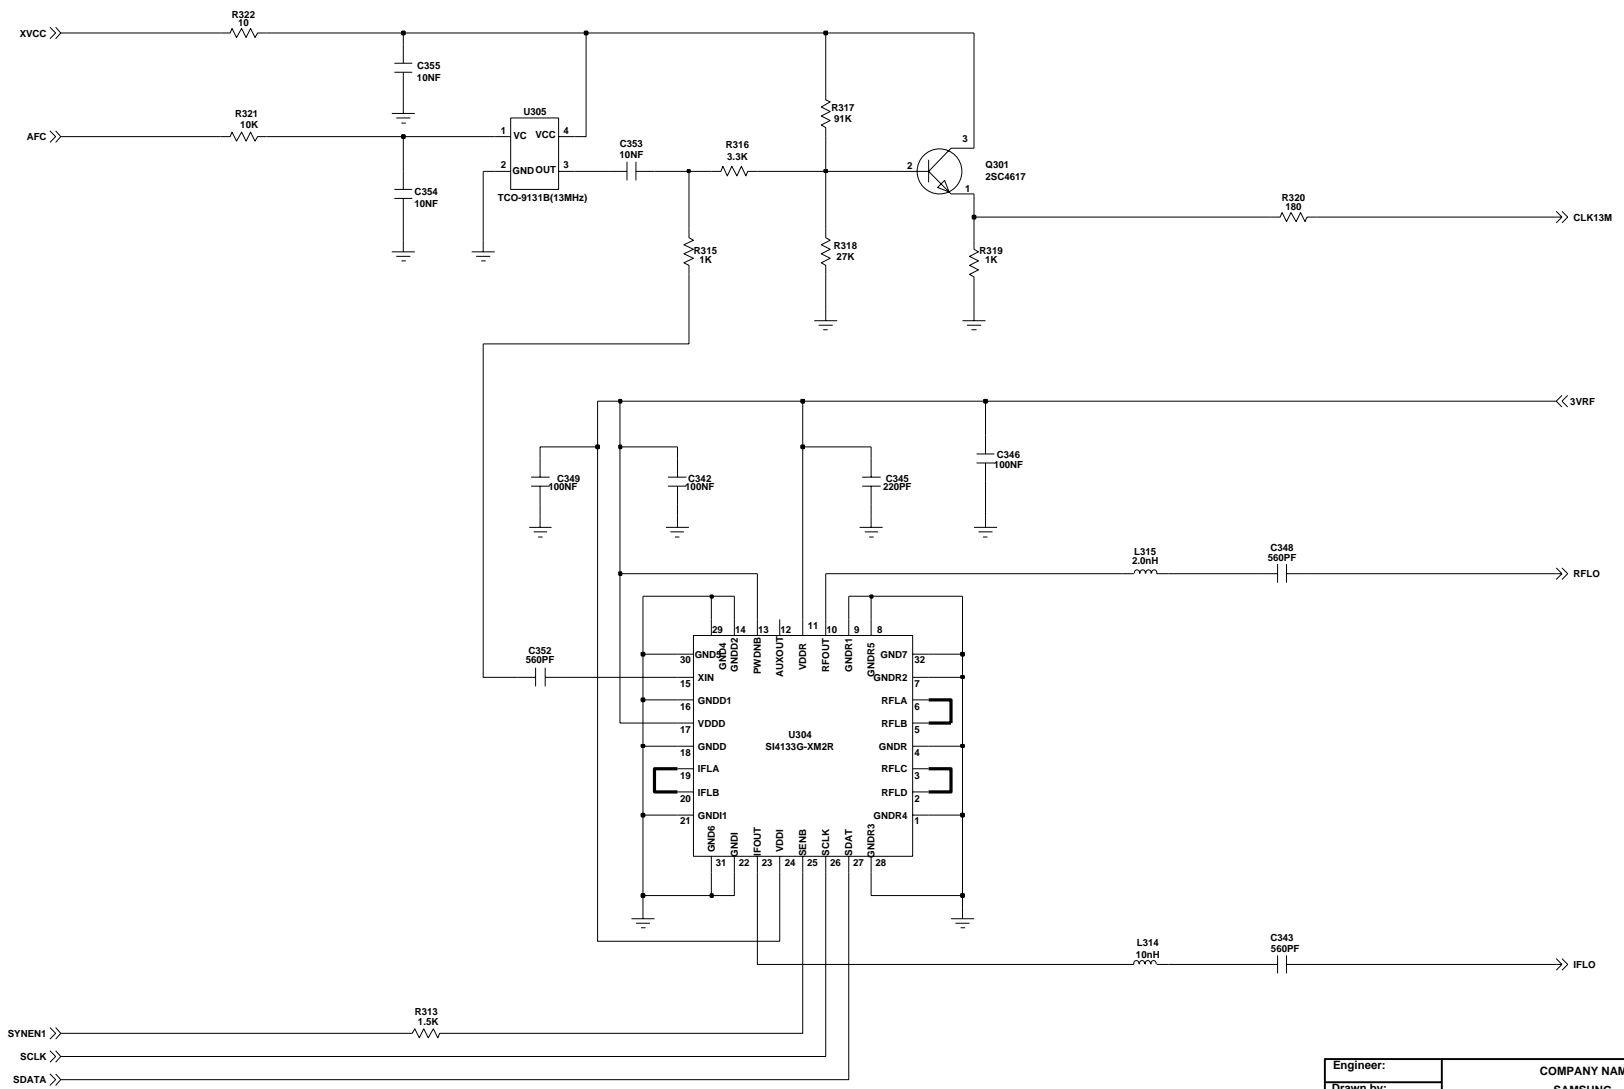 R322
10
XVCC
C355
10NF
R321
10K
AFC
U305
1 VC VCC 4
2 GND OUT 3
TCO-9131B(13MHz)
C354
10NF
C353
10NF
R316
3.3K
R317
91K
3
2
1
Q301
2SC4617
R320
180
CLK13M
R315
1K
R318
27K
R319
1K
3VRF
C349
100NF
C342
100NF
C345
220PF
C346
100NF
L315
2.0nH
C348
560PF
RFLO
29 14 13 12 11 10 9 8
GND4 GNDD2 PWDNB AUXOUT VDDR RFOUT GNDR1 GNDR5
C352
560PF
30 GND5
15 XIN
16 GNDD1
17 VDDD
18 GNDD
19 IFLA
20 IFLB
21 GNDI1
U304
SI4133G-XM2R
GND7 32
GNDR2 7
RFLA 6
RFLB 5
GNDR 4
RFLC 3
RFLD 2
GNDR4 1
GND6 GNDI IFOUT VDDI SENB SCLK SDAT GNDR3
31 22 23 24 25 26 27 28
L314
10nH
C343
560PF
IFLO
R313
1.5K
SYNEN1
SCLK
SDATA
Engineer:
COMPANY NAM
Drawn by:
SAMSUNG